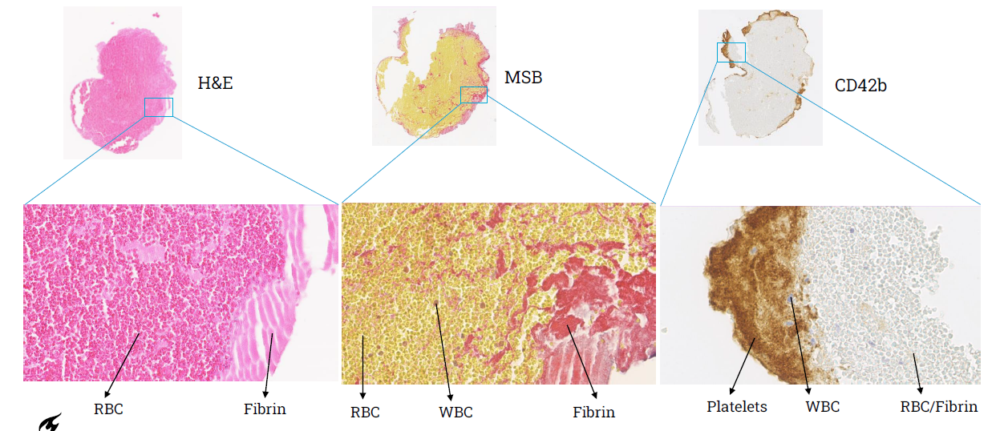 H&E
MSB
CD42b
RBC
Fibrin
RBC
WBC
Fibrin
Platelets
WBC
RBC/Fibrin